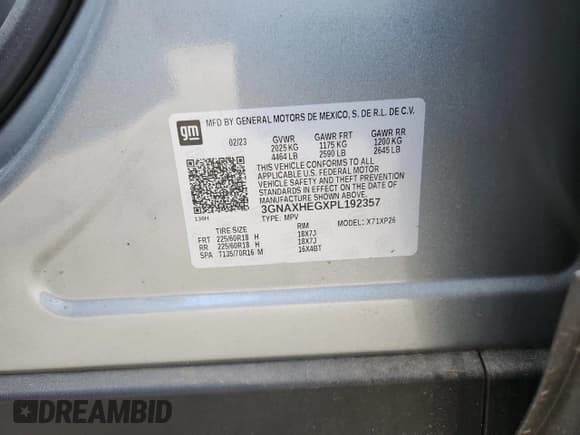 gm
MFD BY GENERAL MOTORS DE MEXICO, S. DE R.L. DE C.V.
02/23 GVWR GAWR FRT GAWR RR
2025 KG 1175 KG 1200 KG
4464 LB 2590 LB 2645 LB
THIS VEHICLE CONFORMS TO ALL
APPLICABLE U.S. FEDERAL MOTOR
VEHICLE SAFETY AND THEFT PREVENTION
STANDARDS IN EFFECT ON THE DATE OF
MANUFACTURE SHOWN ABOVE.
3GNAXHEGXPL192357
TYPE: MPV MODEL: X71XP26
TIRE SIZE RIM
FRT 225/60R18 H 18X7J
RR 225/60R18 H 18X7J
SPA T135/70R16 M 16X4BT
DREAMBID